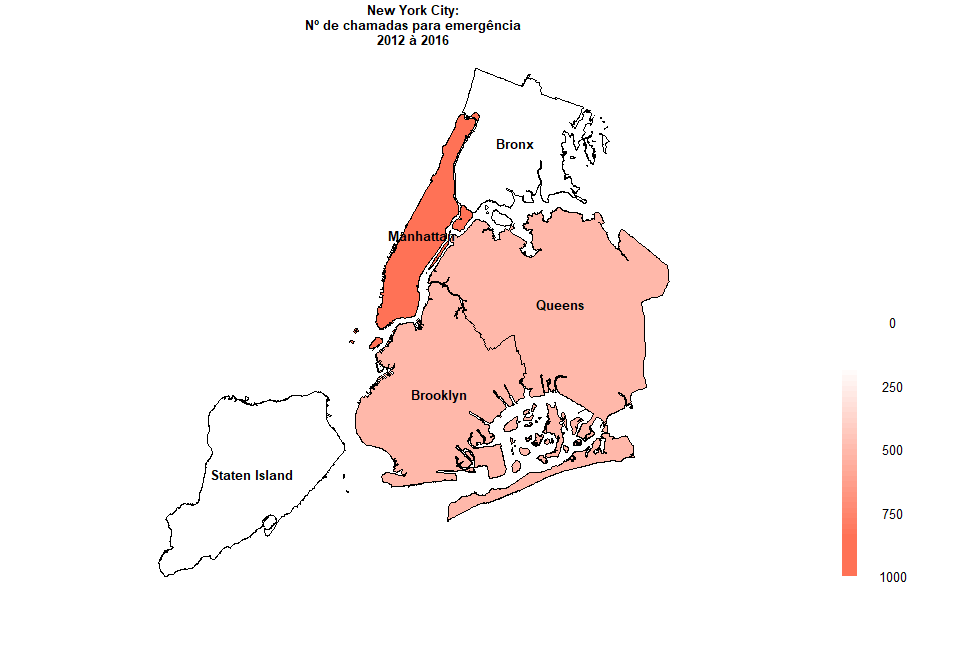 New York City:
Nº de chamadas para emergência
2012 à 2016
Bronx
Manhattan
Queens
0
250
Brooklyn
500
Staten Island
750
1000